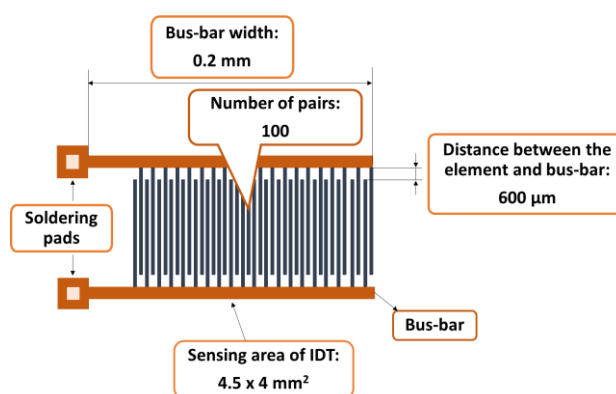 Bus-bar width:
0.2 mm
Number of pairs:
100
Distance between the
element and bus-bar:
600 µm
Soldering
pads
Bus-bar
Sensing area of IDT:
4.5 x 4 mm²